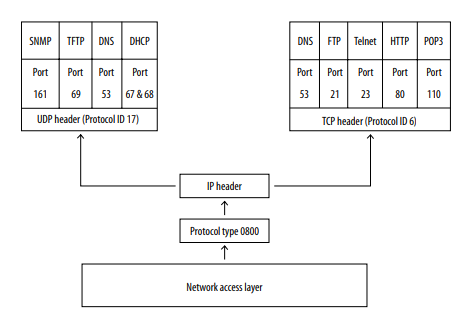 SNMP TFTP DNS DHCP
Port Port Port Port
161 69 53 67 & 68
UDP header (Protocol ID 17)
DNS FTP Telnet HTTP POP3
Port Port Port Port Port
53 21 23 80 110
TCP header (Protocol ID 6)
IP header
Protocol type 0800
Network access layer